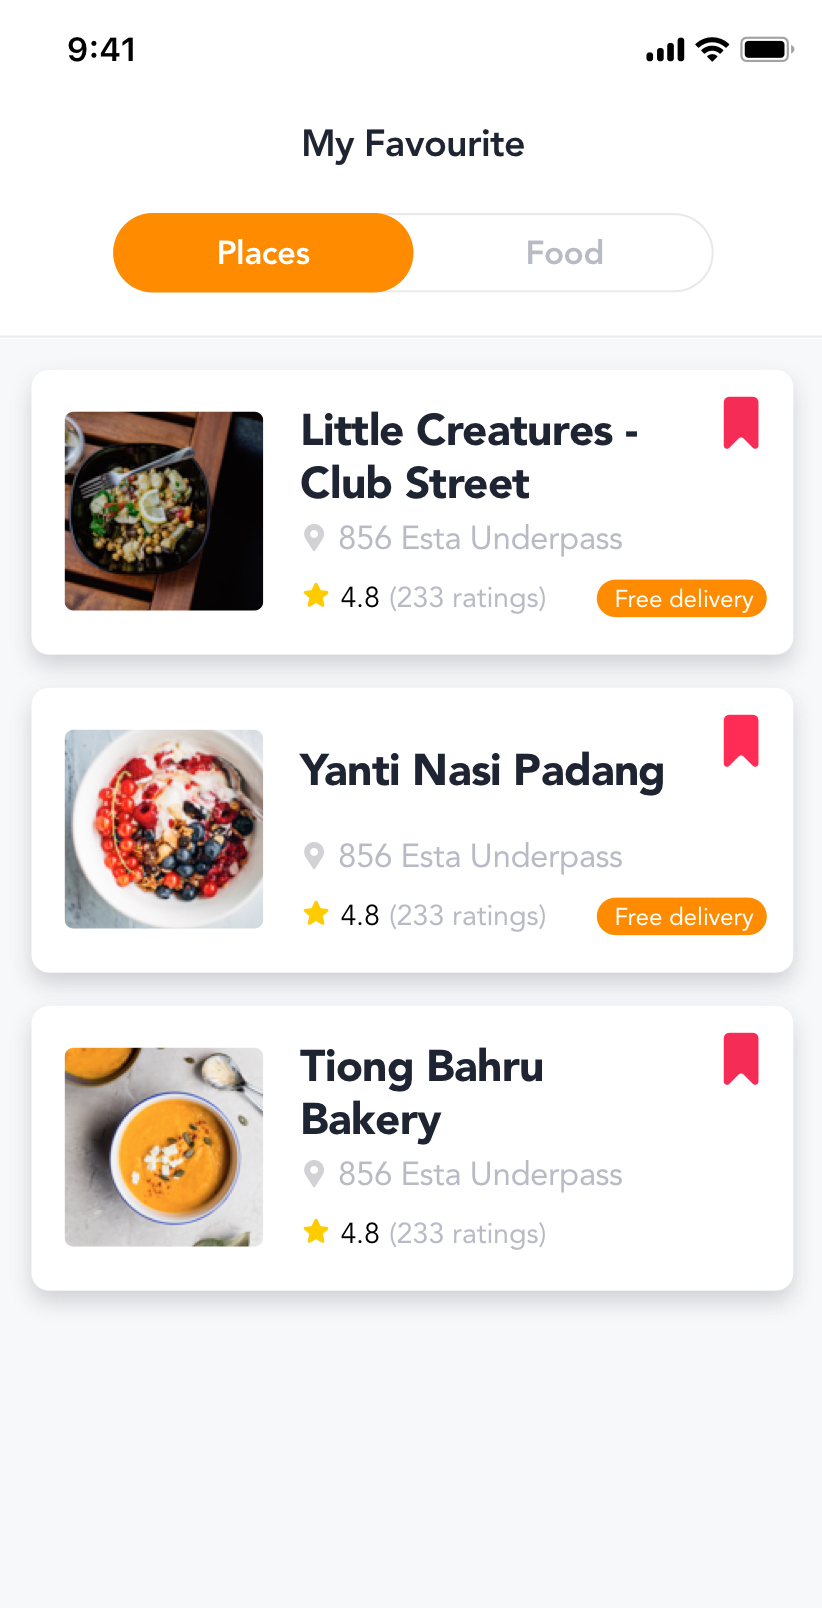 9:41
My Favourite
Places
Food
Little Creatures -
Club Street
856 Esta Underpass
4.8 (233 ratings)
Free delivery
Yanti Nasi Padang
856 Esta Underpass
4.8 (233 ratings)
Free delivery
Tiong Bahru
Bakery
856 Esta Underpass
4.8 (233 ratings)